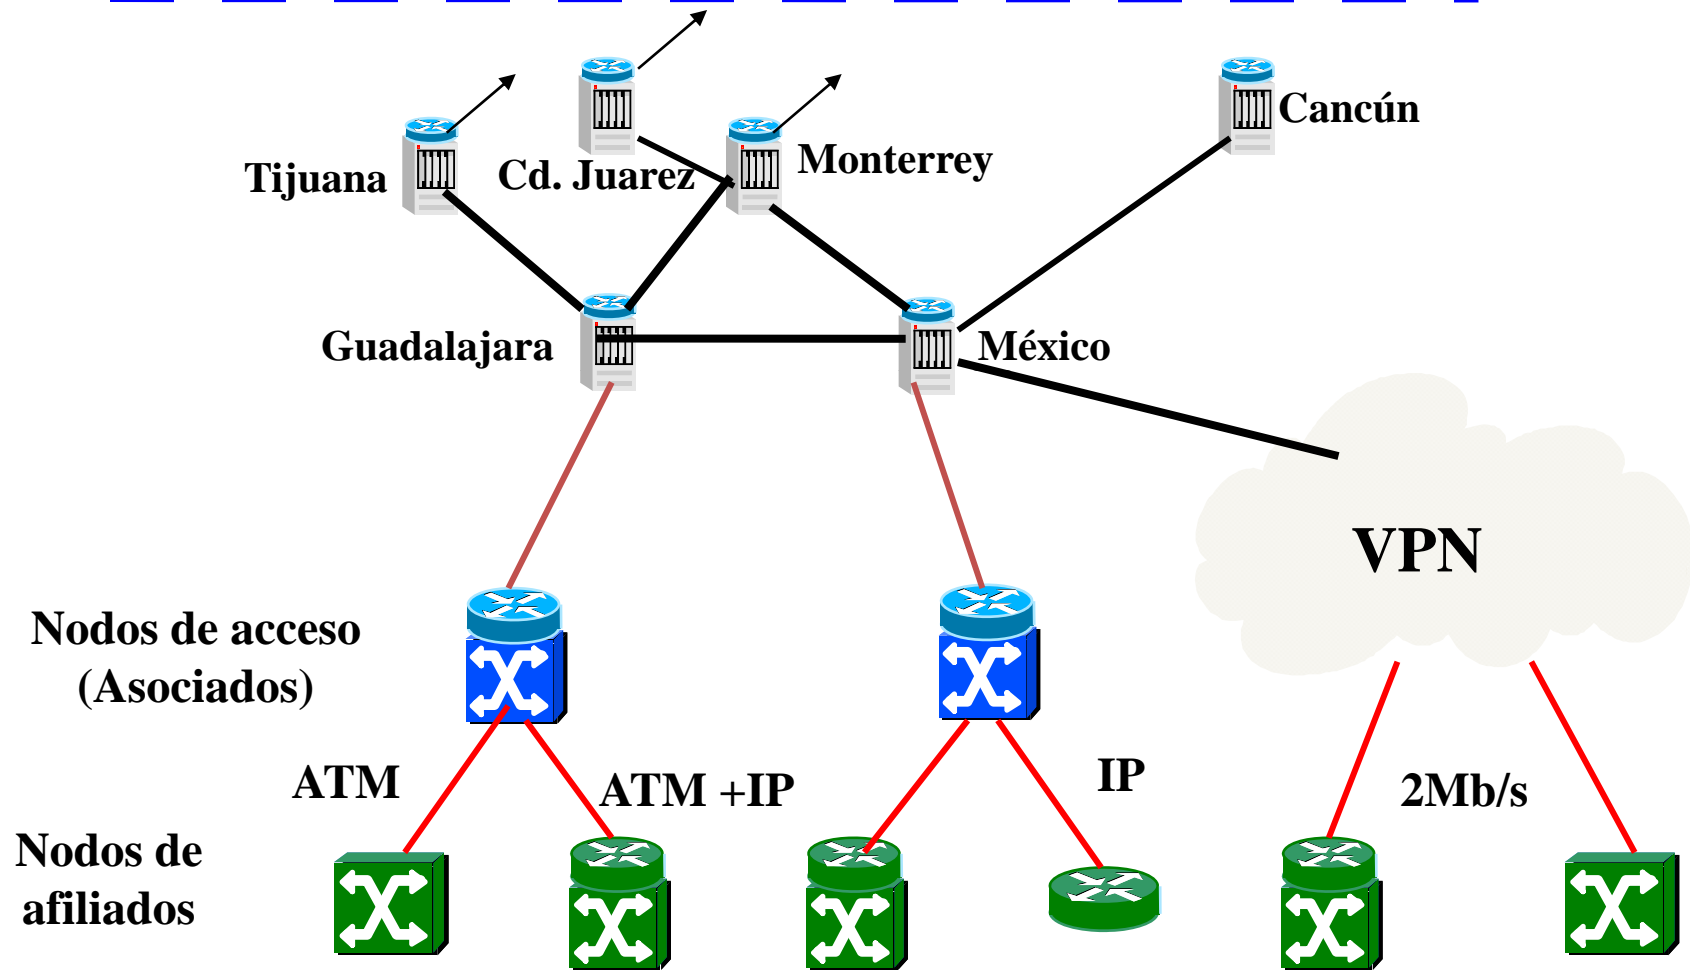 Cancún
Monterrey
Tijuana
Cd. Juarez
Guadalajara
México
VPN
Nodos de acceso
(Asociados)
ATM
ATM +IP
IP
2Mb/s
Nodos de
afiliados